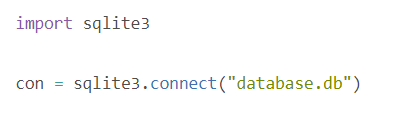 import sqlite3
con = sqlite3.connect("database.db")